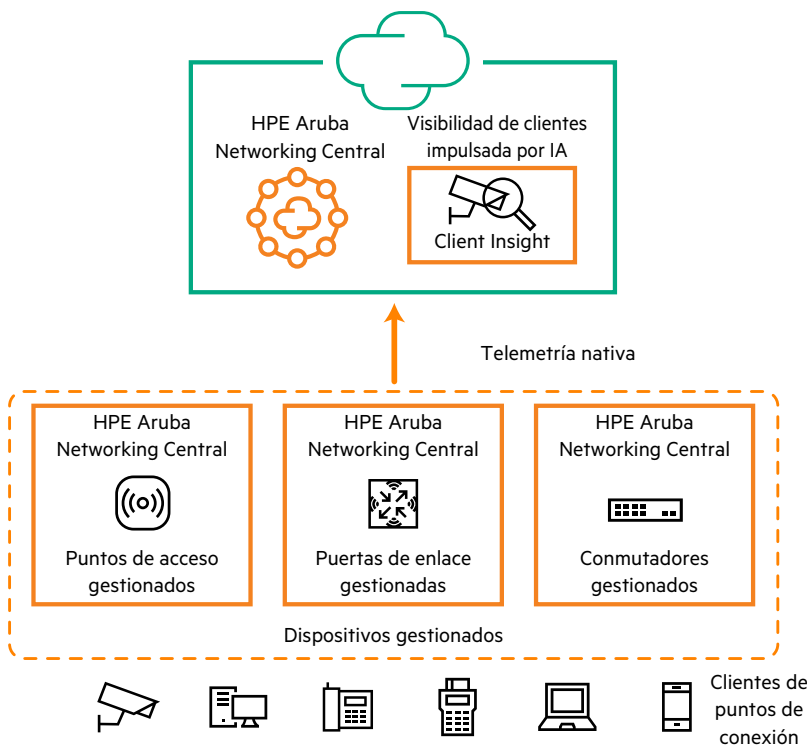 HPE Aruba
Networking Central
Visibilidad de clientes
impulsada por IA
Client Insight
Telemetría nativa
HPE Aruba
Networking Central
Puntos de acceso
gestionados
HPE Aruba
Networking Central
Puertas de enlace
gestionadas
HPE Aruba
Networking Central
Conmutadores
gestionados
Dispositivos gestionados
Clientes de
puntos de
conexión